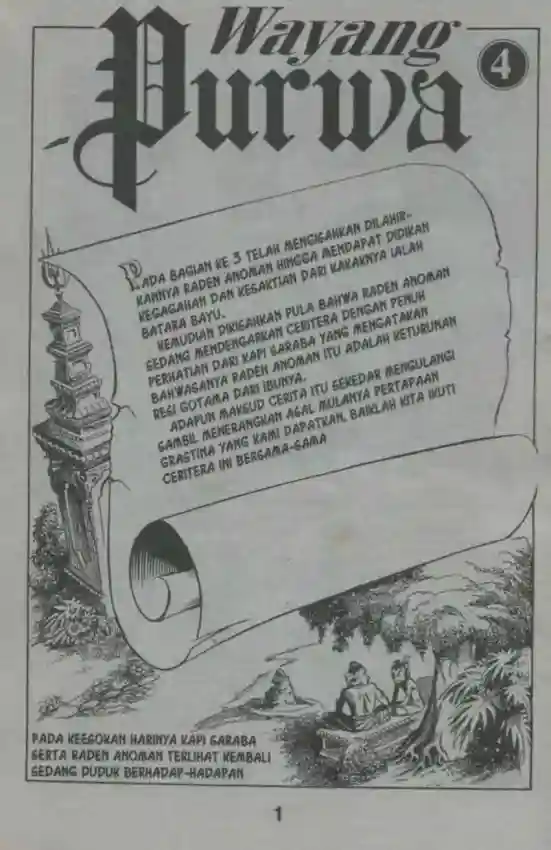 Wayang
Purwa
4
PADA BAGIAN KE 3 TELAH MENGISAHKAN DILAHIR-
KANNYA RADEN ANOMAN HINGGA MENDAPAT DIDIKAN
KEGAGAHAN DAN KESAKTIAN DARI KAKAKNYA IALAH
BATARA BAYU.
KEMUDIAN DIKISAHKAN PULA BAHWA RADEN ANOMAN
SEDANG MENDENGARKAN CERITERA DENGAN PENUH
PERHATIAN DARI KAPI SARABA YANG MENGATAKAN
BAHWASANYA RADEN ANOMAN ITU ADALAH KETURUNAN
RESI GOTAMA DARI IBUNYA.
ADAPUN MAKSUD CERITA ITU SEKEDAR MENGULANGI
SAMBIL MENERANGKAN ASAL MULANYA PERTAPAAN
GRASTINA YANG KAMI DAPATKAN. BAIKLAH KITA IKUTI
CERITERA INI BERSAMA-SAMA
PADA KEESOKAN HARINYA KAPI SARABA
SERTA RADEN ANOMAN TERLIHAT KEMBALI
SEDANG DUDUK BERHADAP-HADAPAN
1